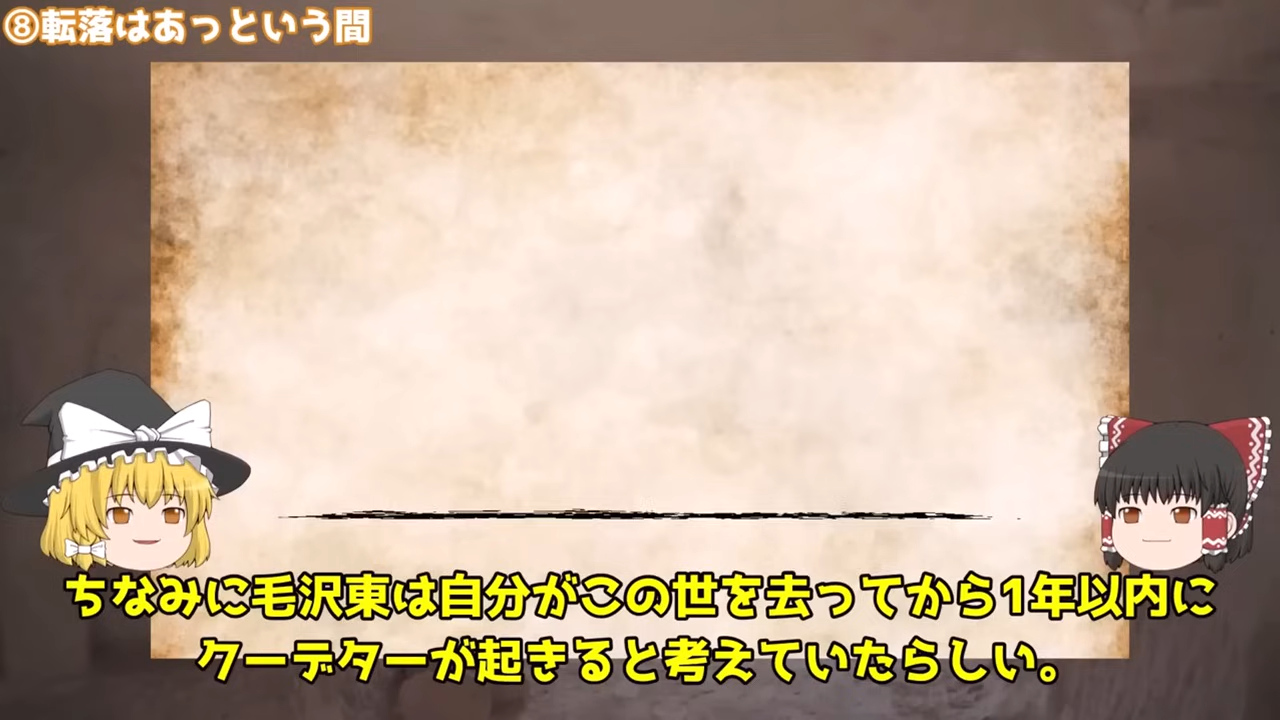 ⑧転落はあっという間
ちなみに毛沢東は自分がこの世を去ってから1年以内に
クーデターが起きると考えていたらしい。